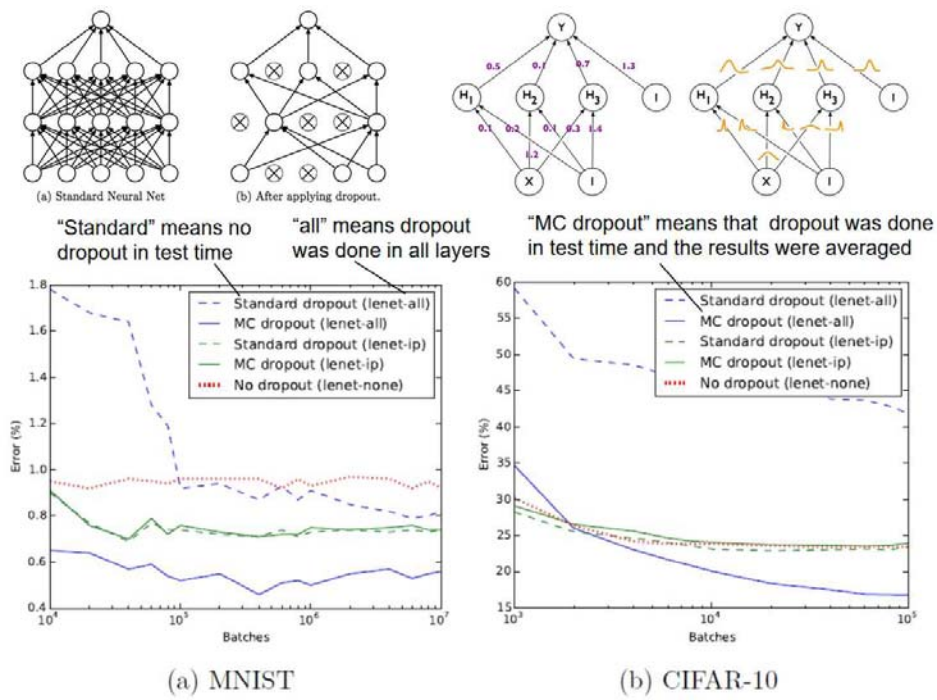 Y
0.5
0.1
0.7
1.3
H1
H2
H3
I
0.1
0.2
0.1
0.3
1.4
1.2
X
I
Y
H1
H2
H3
I
X
I
(a) Standard Neural Net
(b) After applying dropout.
“Standard” means no
dropout in test time
“all” means dropout
was done in all layers
“MC dropout” means that dropout was done
in test time and the results were averaged
Standard dropout (lenet-all)
MC dropout (lenet-all)
Standard dropout (lenet-ip)
MC dropout (lenet-ip)
No dropout (lenet-none)
1.8
1.6
1.4
1.2
1.0
0.8
0.6
0.4
Error (%)
10^4
10^5
10^6
10^7
Batches
(a) MNIST
Standard dropout (lenet-all)
MC dropout (lenet-all)
Standard dropout (lenet-ip)
MC dropout (lenet-ip)
No dropout (lenet-none)
60
55
50
45
40
35
30
25
20
15
Error (%)
10^3
10^4
10^5
Batches
(b) CIFAR-10